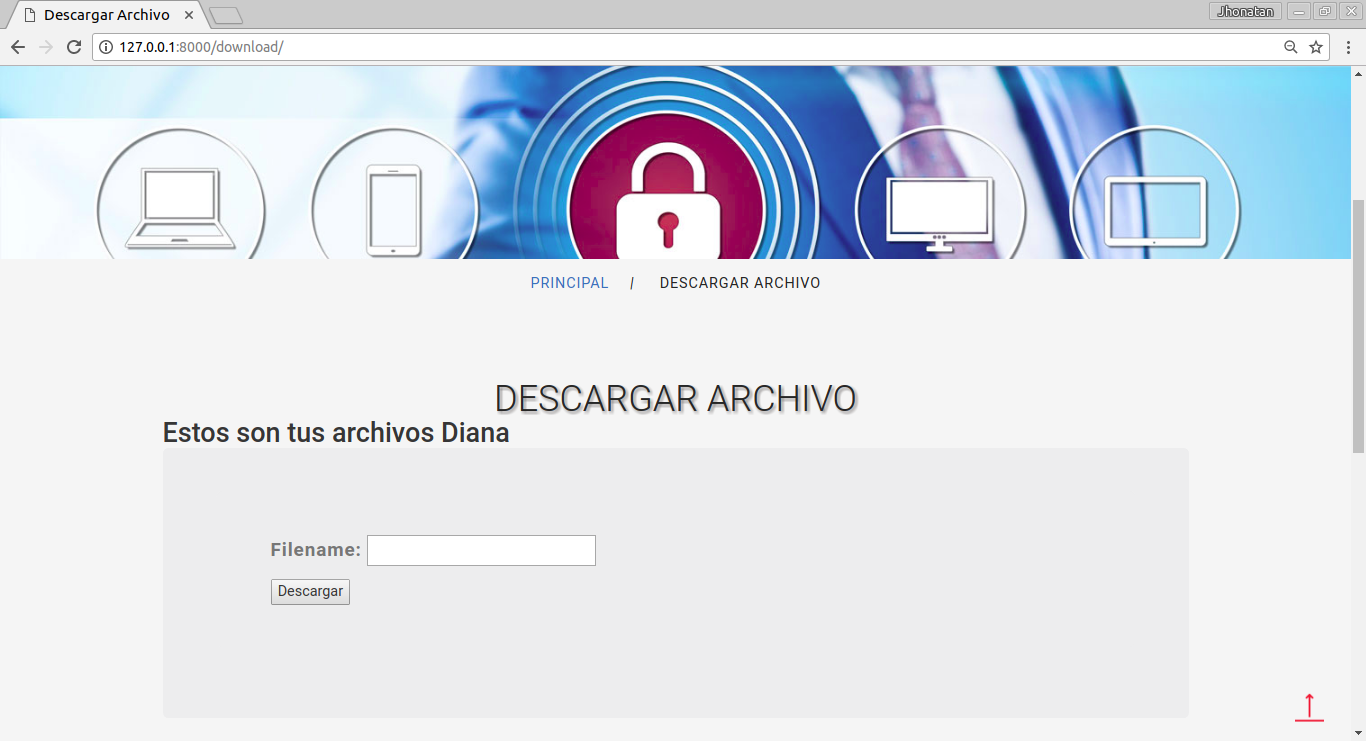 Descargar Archivo
Jhonatan
127.0.0.1:8000/download/
PRINCIPAL / DESCARGAR ARCHIVO
DESCARGAR ARCHIVO
Estos son tus archivos Diana
Filename:
Descargar